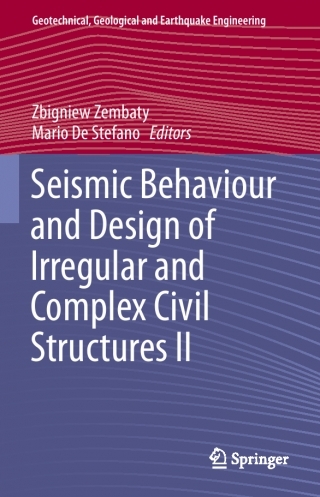 Geotechnical, Geological and Earthquake Engineering
Zbigniew Zembaty
Mario De Stefano Editors
Seismic Behaviour
and Design of
Irregular and
Complex Civil
Structures II
Springer